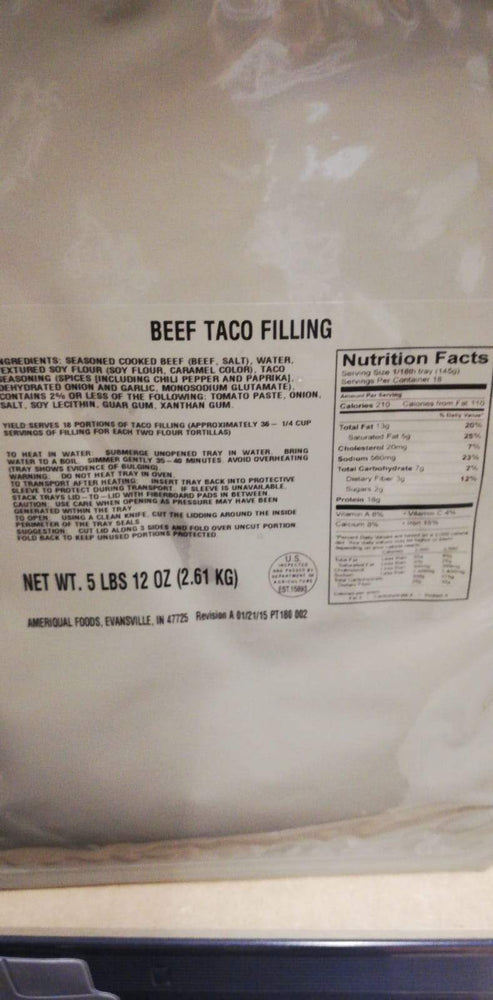 BEEF TACO FILLING
NGREDIENTS: SEASONED COOKED BEEF (BEEF, SALT), WATER,
EXTURED SOY FLOUR (SOY FLOUR, CARAMEL COLOR), TACO
EASONING (SPICES [INCLUDING CHILI PEPPER AND PAPRIKA],
DEHYDRATED ONION AND GARLIC, MONOSODIUM GLUTAMATE).
CONTAINS 2% OR LESS OF THE FOLLOWING: TOMATO PASTE, ONION,
SALT, SOY LECITHIN, GUAR GUM, XANTHAN GUM.
YIELD: SERVES 18 PORTIONS OF TACO FILLING (APPROXIMATELY 36 – 1/4 CUP
SERVINGS OF FILLING FOR EACH TWO FLOUR TORTILLAS)
TO HEAT IN WATER: SUBMERGE UNOPENED TRAY IN WATER. BRING
WATER TO A BOIL. SIMMER GENTLY 35 – 40 MINUTES. AVOID OVERHEATING
(TRAY SHOWS EVIDENCE OF BULGING).
WARNING: DO NOT HEAT TRAY IN OVEN.
TO TRANSPORT AFTER HEATING: INSERT TRAY BACK INTO PROTECTIVE
SLEEVE TO PROTECT DURING TRANSPORT. IF SLEEVE IS UNAVAILABLE,
STACK TRAYS LID – TO – LID WITH FIBERBOARD PADS IN BETWEEN.
CAUTION: USE CARE WHEN OPENING AS PRESSURE MAY HAVE BEEN
GENERATED WITHIN THE TRAY
TO OPEN: USING A CLEAN KNIFE, CUT THE LIDDING AROUND THE INSIDE
PERIMETER OF THE TRAY SEALS
SUGGESTION: CUT LID ALONG 3 SIDES AND FOLD OVER UNCUT PORTION
FOLD BACK TO KEEP UNUSED PORTIONS PROTECTED
NET WT. 5 LBS 12 OZ (2.61 KG)
U.S.
INSPECTED
AND PASSED BY
DEPARTMENT OF
AGRICULTURE
AMERIQUAL FOODS, EVANSVILLE, IN 47725 Revision A 01/21/15 PT180 002
Nutrition Facts
Serving Size 1/18th tray (145g)
Servings Per Container 18
Amount Per Serving
Calories 210 Calories from Fat 110
% Daily Value*
Total Fat 13g 20%
Saturated Fat 5g 25%
Cholesterol 20mg 7%
Sodium 560mg 23%
Total Carbohydrate 7g 2%
Dietary Fiber 3g 12%
Sugars 2g
Protein 16g
Vitamin A 8% • Vitamin C 4%
Calcium 3% • Iron 15%